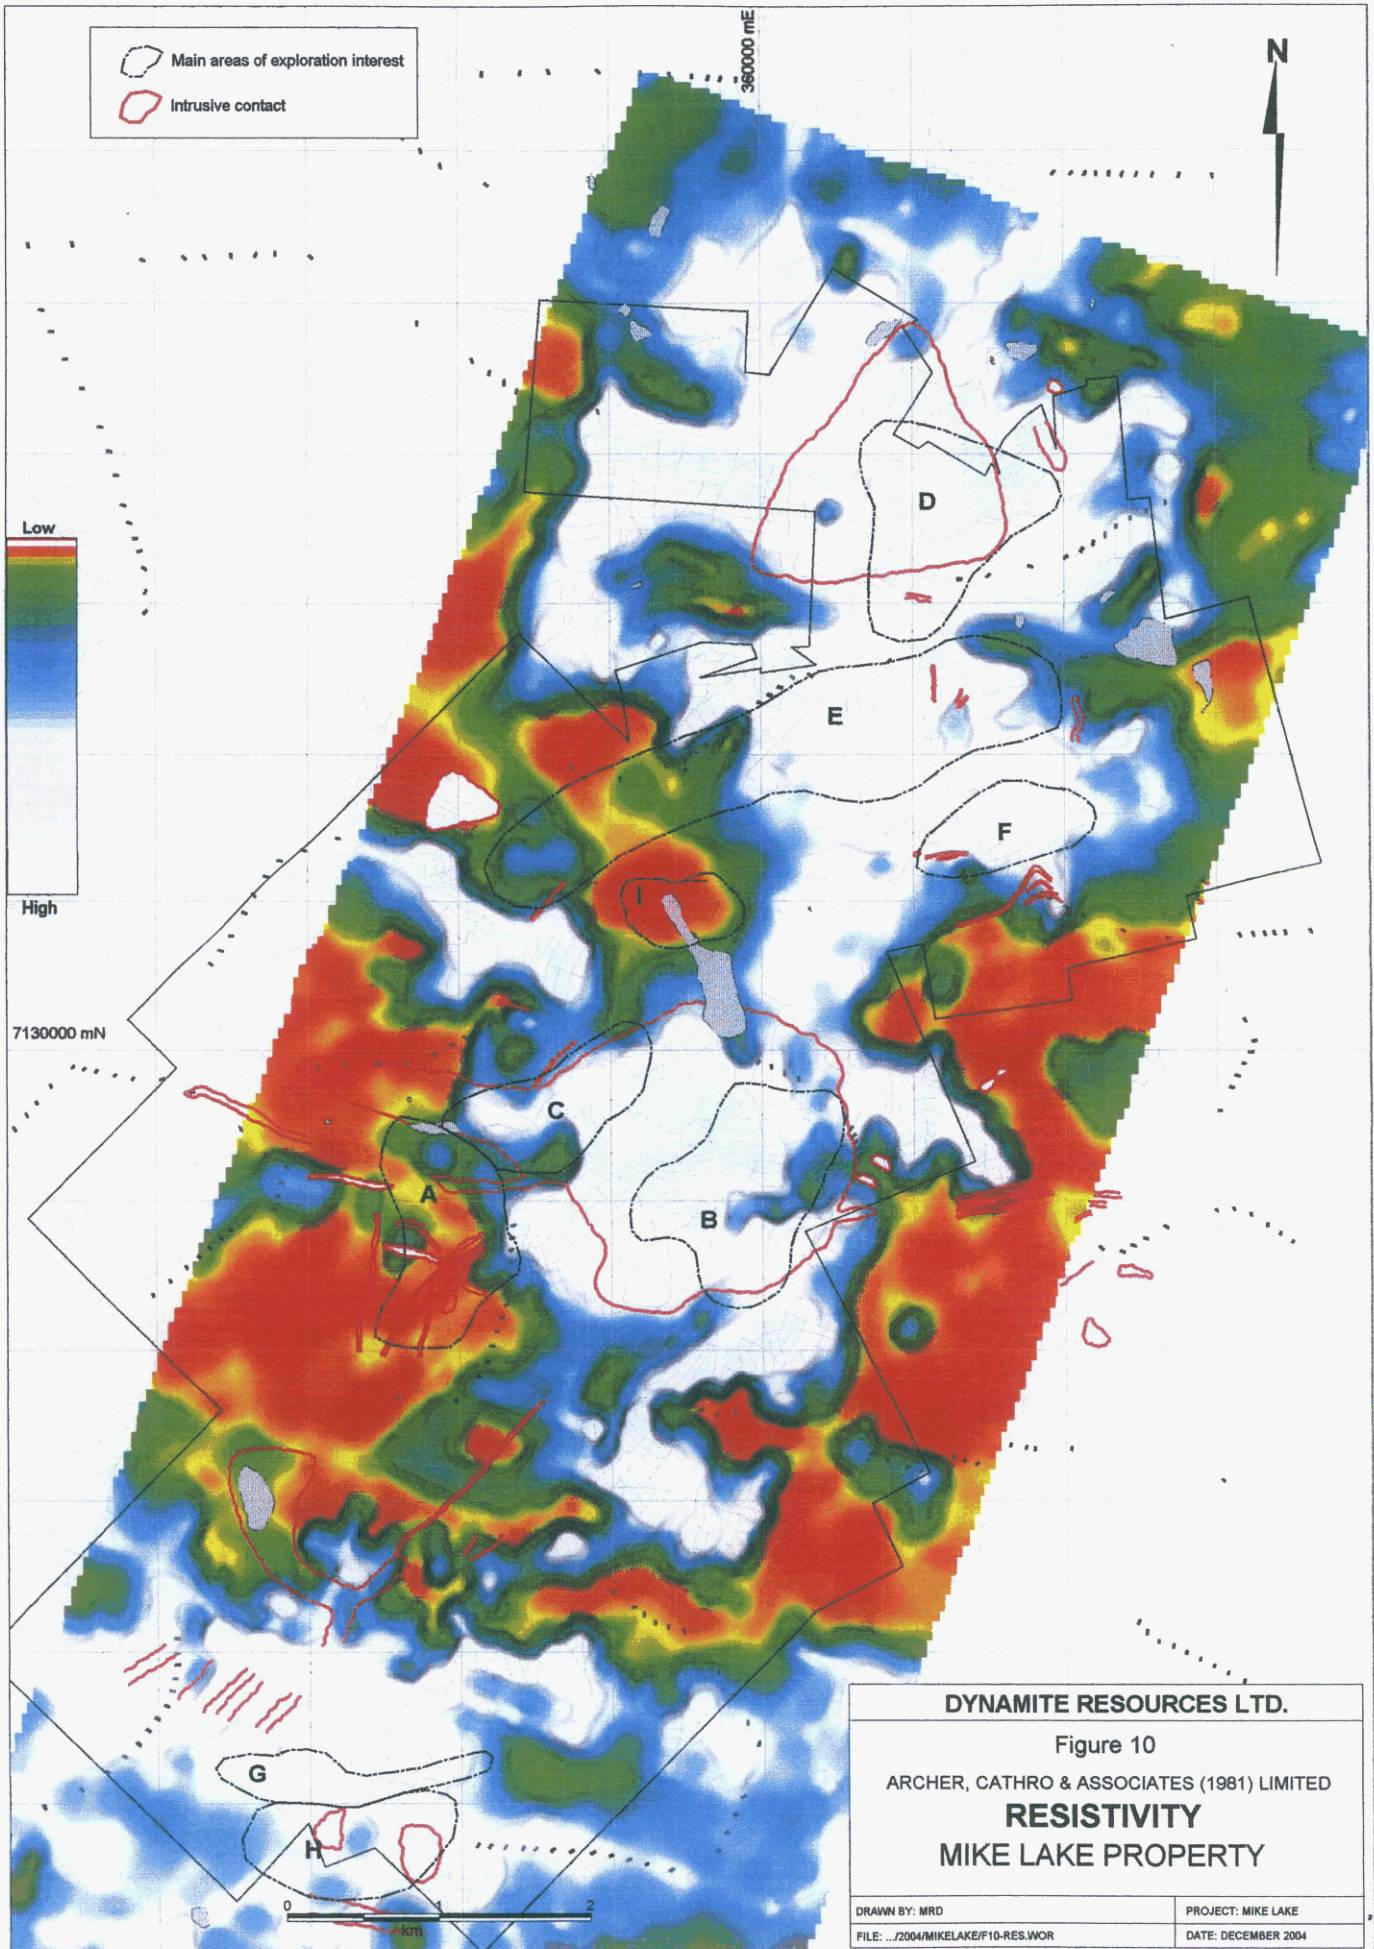 Main areas of exploration interest
Intrusive contact
360000 mE
N
Low
High
D
E
F
I
7130000 mN
C
A
B
G
H
0 1 2
km
DYNAMITE RESOURCES LTD.
Figure 10
ARCHER, CATHRO & ASSOCIATES (1981) LIMITED
RESISTIVITY
MIKE LAKE PROPERTY
DRAWN BY: MRD
PROJECT: MIKE LAKE
FILE: .../2004/MIKELAKE/F10-RES.WOR
DATE: DECEMBER 2004